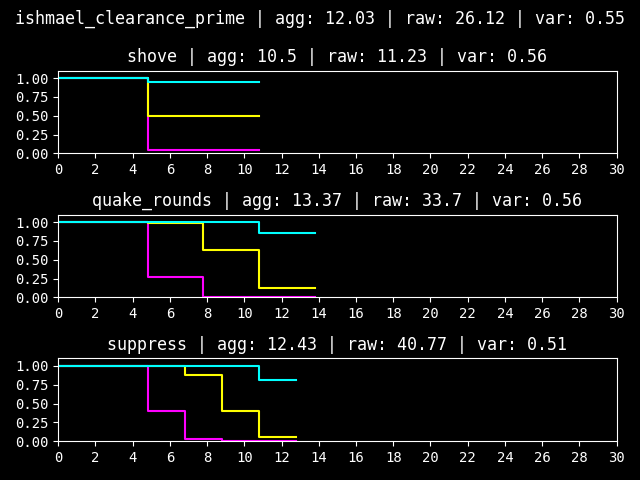 ishmael_clearance_prime | agg: 12.03 | raw: 26.12 | var: 0.55
shove | agg: 10.5 | raw: 11.23 | var: 0.56
1.00
0.75
0.50
0.25
0.00
0 2 4 6 8 10 12 14 16 18 20 22 24 26 28 30
quake_rounds | agg: 13.37 | raw: 33.7 | var: 0.56
1.00
0.75
0.50
0.25
0.00
0 2 4 6 8 10 12 14 16 18 20 22 24 26 28 30
suppress | agg: 12.43 | raw: 40.77 | var: 0.51
1.00
0.75
0.50
0.25
0.00
0 2 4 6 8 10 12 14 16 18 20 22 24 26 28 30